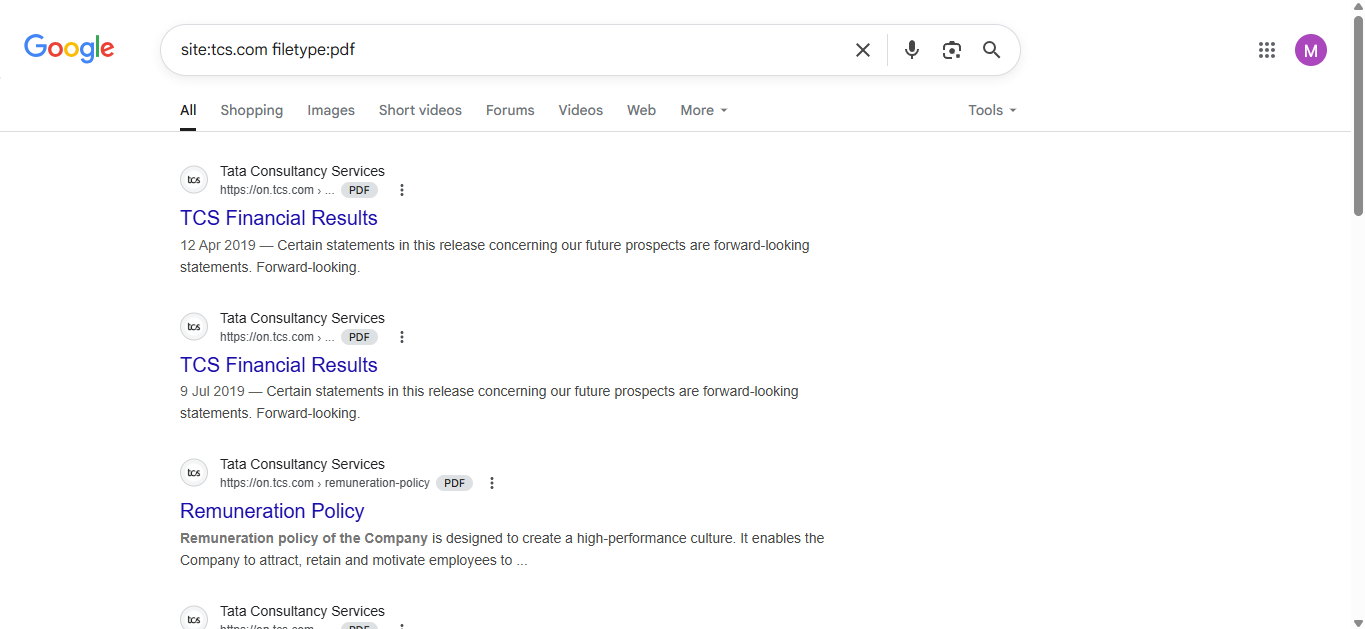 Google
site:tcs.com filetype:pdf
M
All Shopping Images Short videos Forums Videos Web More Tools
tcs
Tata Consultancy Services
https://on.tcs.com › ... PDF
TCS Financial Results
12 Apr 2019 — Certain statements in this release concerning our future prospects are forward-looking
statements. Forward-looking.
tcs
Tata Consultancy Services
https://on.tcs.com › ... PDF
TCS Financial Results
9 Jul 2019 — Certain statements in this release concerning our future prospects are forward-looking
statements. Forward-looking.
tcs
Tata Consultancy Services
https://on.tcs.com › remuneration-policy PDF
Remuneration Policy
Remuneration policy of the Company is designed to create a high-performance culture. It enables the
Company to attract, retain and motivate employees to ...
tcs
Tata Consultancy Services
https://on.tcs.com › ... PDF